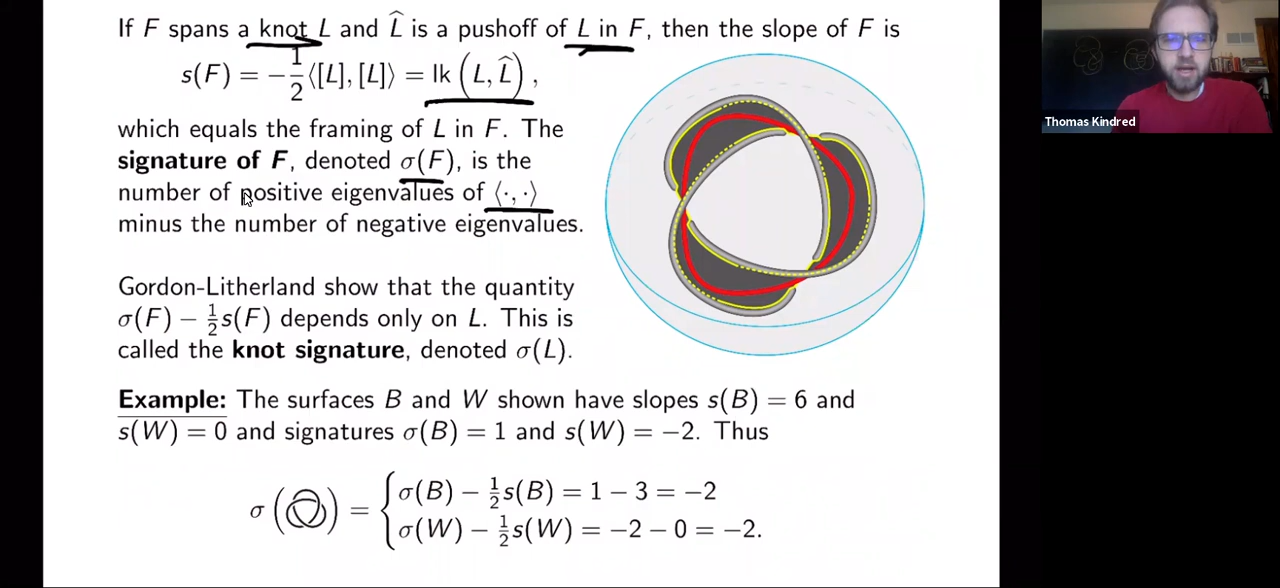 If F spans a knot L and L̂ is a pushoff of L in F, then the slope of F is
s(F) = −1/2⟨[L], [L]⟩ = lk (L, L̂),
which equals the framing of L in F. The
signature of F, denoted σ(F), is the
number of positive eigenvalues of ⟨·, ·⟩
minus the number of negative eigenvalues.
Gordon-Litherland show that the quantity
σ(F) − 1/2 s(F) depends only on L. This is
called the knot signature, denoted σ(L).
Example: The surfaces B and W shown have slopes s(B) = 6 and
s(W) = 0 and signatures σ(B) = 1 and s(W) = −2. Thus
σ ( ) = { σ(B) − 1/2 s(B) = 1 − 3 = −2
σ(W) − 1/2 s(W) = −2 − 0 = −2.
Thomas Kindred